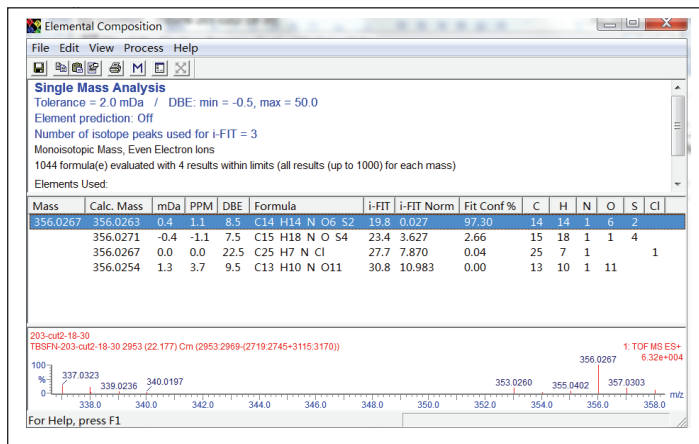 Elemental Composition
File Edit View Process Help
M
Single Mass Analysis
Tolerance = 2.0 mDa / DBE: min = -0.5, max = 50.0
Element prediction: Off
Number of isotope peaks used for i-FIT = 3
Monoisotopic Mass, Even Electron Ions
1044 formula(e) evaluated with 4 results within limits (all results (up to 1000) for each mass)
Elements Used:
Mass Calc. Mass mDa PPM DBE Formula i-FIT i-FIT Norm Fit Conf % C H N O S Cl
356.0267 356.0263 0.4 1.1 8.5 C14 H14 N O6 S2 19.8 0.027 97.30 14 14 1 6 2
356.0271 -0.4 -1.1 7.5 C15 H18 N O S4 23.4 3.627 2.66 15 18 1 1 4
356.0267 0.0 0.0 22.5 C25 H7 N Cl 27.7 7.870 0.04 25 7 1 1
356.0254 1.3 3.7 9.5 C13 H10 N O11 30.8 10.983 0.00 13 10 1 11
203-cut2-18-30
TBSFN-203-cut2-18-30 2953 (22.177) Cm (2953:2969-(2719:2745+3115:3170)) 1: TOF MS ES+
6.32e+004
100 356.0267
% 337.0323 339.0236 340.0197 353.0260 355.0402 357.0303
0 m/z
338.0 340.0 342.0 344.0 346.0 348.0 350.0 352.0 354.0 356.0 358.0
For Help, press F1